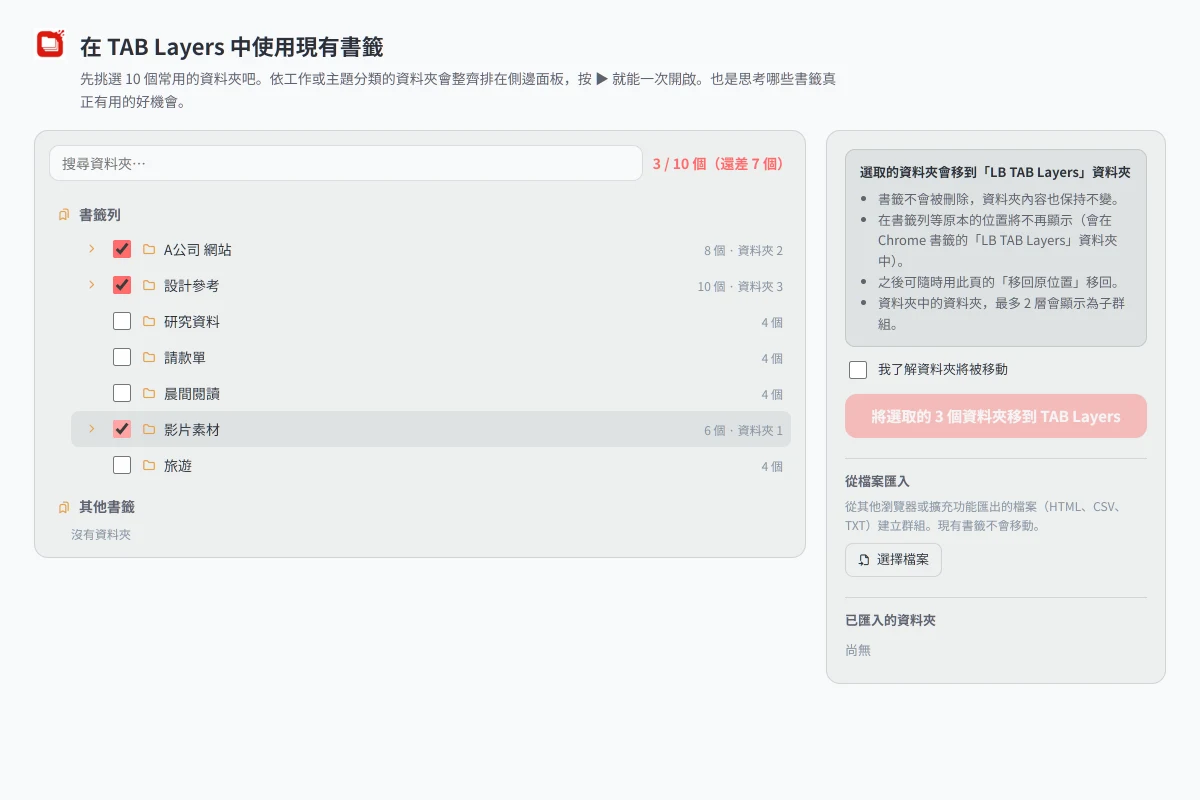 在 TAB Layers 中使用現有書籤
先挑選 10 個常用的資料夾吧。依工作或主題分類的資料夾會整齊排在側邊面板，按 ▶ 就能一次開啟。也是思考哪些書籤真
正有用的好機會。
搜尋資料夾⋯
3 / 10 個（還差 7 個）
書籤列
A公司 網站
8 個 · 資料夾 2
設計參考
10 個 · 資料夾 3
研究資料
4 個
請款單
4 個
晨間閱讀
4 個
影片素材
6 個 · 資料夾 1
旅遊
4 個
其他書籤
沒有資料夾
選取的資料夾會移到「LB TAB Layers」資料夾
書籤不會被刪除，資料夾內容也保持不變。
在書籤列等原本的位置將不再顯示（會在
Chrome 書籤的「LB TAB Layers」資料夾
中）。
之後可隨時用此頁的「移回原位置」移回。
資料夾中的資料夾，最多 2 層會顯示為子群
組。
我了解資料夾將被移動
將選取的 3 個資料夾移到 TAB Layers
從檔案匯入
從其他瀏覽器或擴充功能匯出的檔案（HTML、CSV、
TXT）建立群組。現有書籤不會移動。
選擇檔案
已匯入的資料夾
尚無